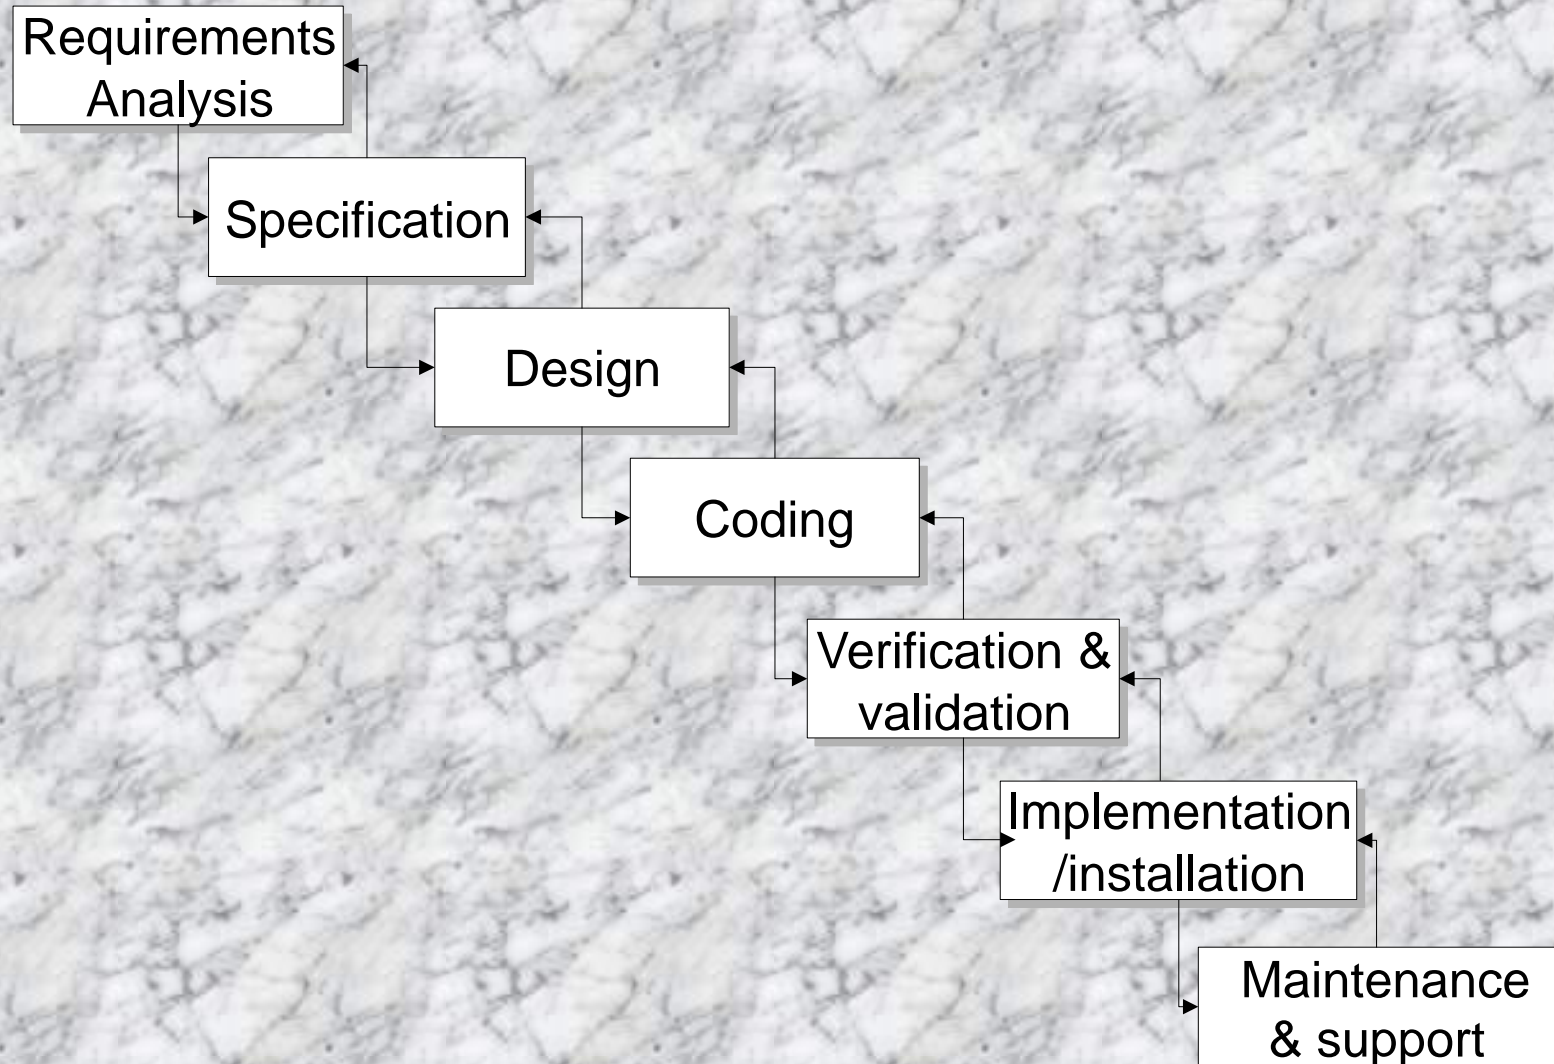 Requirements
Analysis
Specification
Design
Coding
Verification &
validation
Implementation
/installation
Maintenance
& support